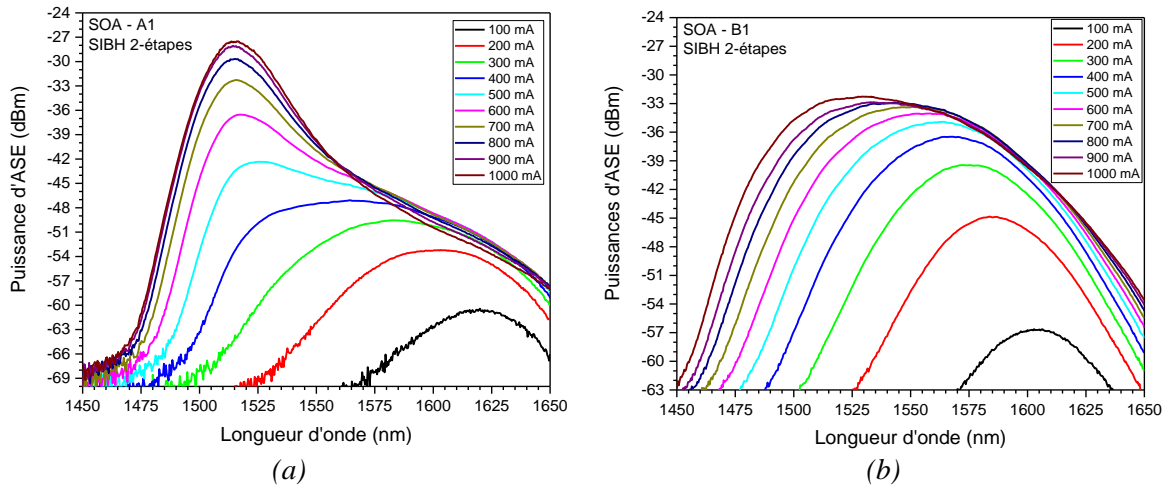 SOA - A1
SIBH 2-étapes
100 mA
200 mA
300 mA
400 mA
500 mA
600 mA
700 mA
800 mA
900 mA
1000 mA
-24
-27
-30
-33
-36
-39
-42
-45
-48
-51
-54
-57
-60
-63
-66
-69
Puissance d'ASE (dBm)
1450 1475 1500 1525 1550 1575 1600 1625 1650
Longueur d'onde (nm)
(a)
SOA - B1
SIBH 2-étapes
100 mA
200 mA
300 mA
400 mA
500 mA
600 mA
700 mA
800 mA
900 mA
1000 mA
-24
-27
-30
-33
-36
-39
-42
-45
-48
-51
-54
-57
-60
-63
Puissances d'ASE (dBm)
1450 1475 1500 1525 1550 1575 1600 1625 1650
Longueur d'onde (nm)
(b)